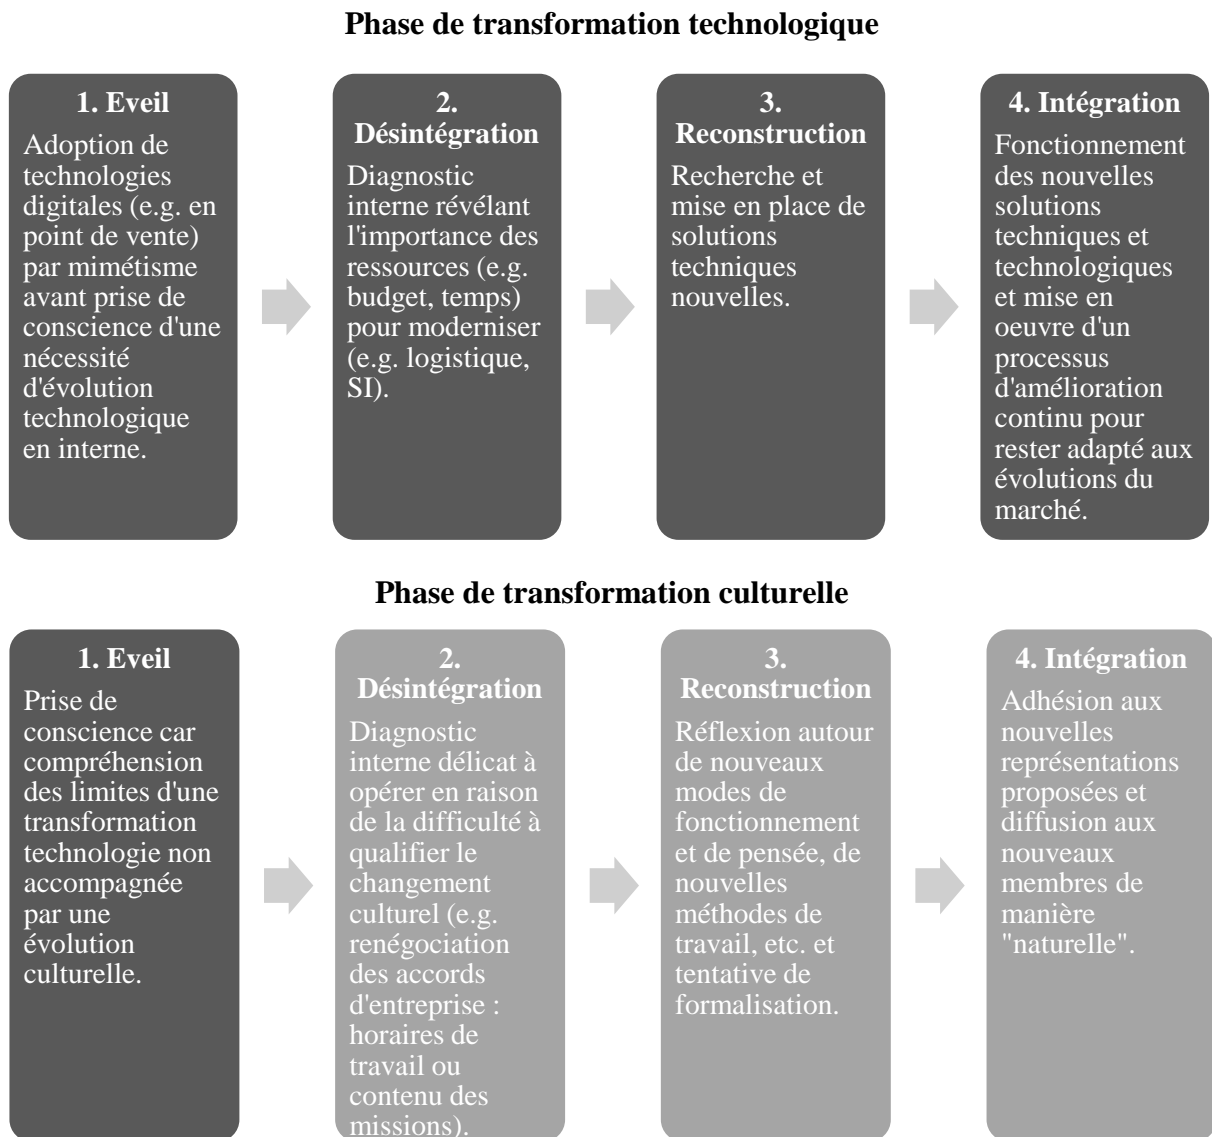 Phase de transformation technologique
1. Eveil
Adoption de
technologies
digitales (e.g. en
point de vente)
par mimétisme
avant prise de
conscience d'une
nécessité
d'évolution
technologique
en interne.
2.
Désintégration
Diagnostic
interne révélant
l'importance des
ressources (e.g.
budget, temps)
pour moderniser
(e.g. logistique,
SI).
3.
Reconstruction
Recherche et
mise en place de
solutions
techniques
nouvelles.
4. Intégration
Fonctionnement
des nouvelles
solutions
techniques et
technologiques
et mise en
oeuvre d'un
processus
d'amélioration
continu pour
rester adapté aux
évolutions du
marché.
Phase de transformation culturelle
1. Eveil
Prise de
conscience car
compréhension
des limites d'une
transformation
technologie non
accompagnée
par une
évolution
culturelle.
2.
Désintégration
Diagnostic
interne délicat à
opérer en raison
de la difficulté à
qualifier le
changement
culturel (e.g.
renégociation
des accords
d'entreprise :
horaires de
travail ou
contenu des
missions).
3.
Reconstruction
Réflexion autour
de nouveaux
modes de
fonctionnement
et de pensée, de
nouvelles
méthodes de
travail, etc. et
tentative de
formalisation.
4. Intégration
Adhésion aux
nouvelles
représentations
proposées et
diffusion aux
nouveaux
membres de
manière
"naturelle".